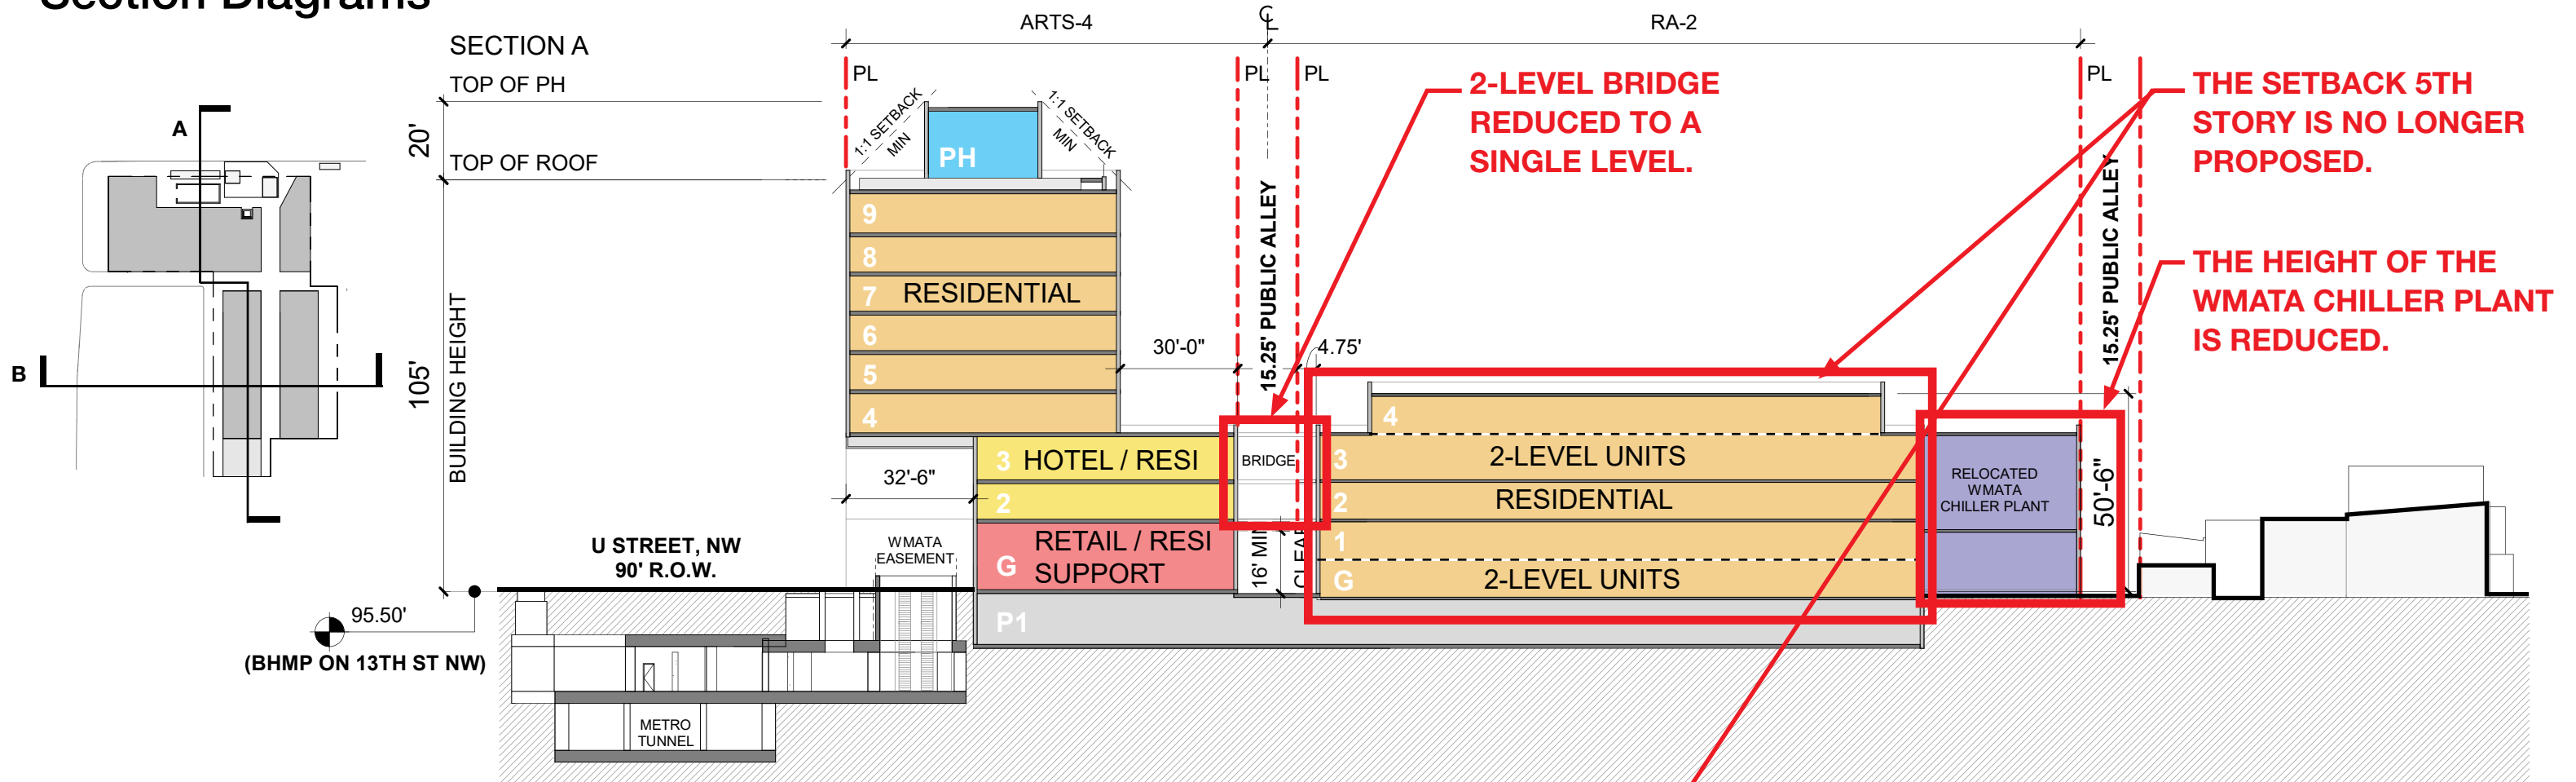 Section Diagrams
ARTS-4
℄
RA-2
SECTION A
TOP OF PH
TOP OF ROOF
20'
105'
BUILDING HEIGHT
A
B
PL
PL
PL
PL
1:1 SETBACK
MIN
1:1 SETBACK
MIN
PH
9
8
7 RESIDENTIAL
6
5
4
2-LEVEL BRIDGE
REDUCED TO A
SINGLE LEVEL.
THE SETBACK 5TH
STORY IS NO LONGER
PROPOSED.
THE HEIGHT OF THE
WMATA CHILLER PLANT
IS REDUCED.
15.25' PUBLIC ALLEY
15.25' PUBLIC ALLEY
30'-0"
4.75'
32'-6"
3 HOTEL / RESI
2
G RETAIL / RESI
SUPPORT
P1
BRIDGE
16' MIN
CLEAR
4
3 2-LEVEL UNITS
2 RESIDENTIAL
1
G 2-LEVEL UNITS
RELOCATED
WMATA
CHILLER PLANT
50'-6"
U STREET, NW
90' R.O.W.
WMATA
EASEMENT
95.50'
(BHMP ON 13TH ST NW)
METRO
TUNNEL